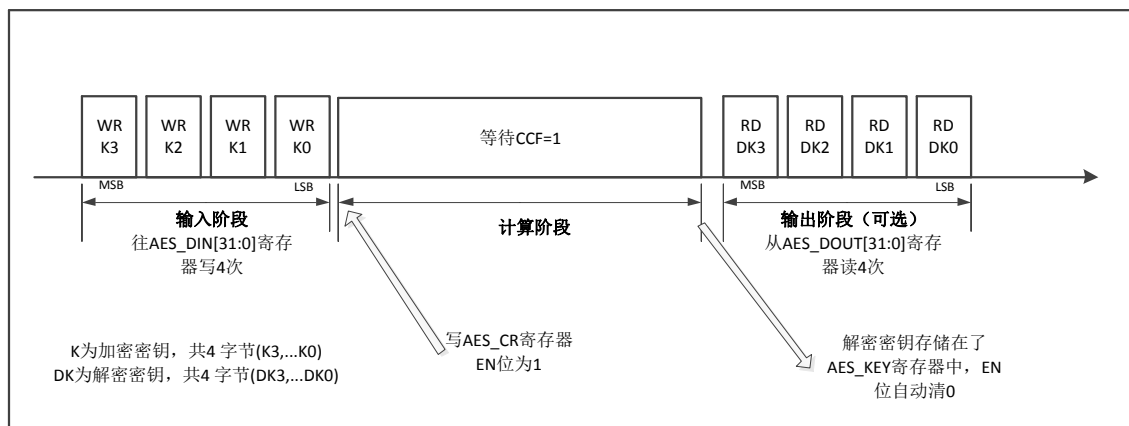 WR
K3
WR
K2
WR
K1
WR
K0
等待CCF=1
RD
DK3
RD
DK2
RD
DK1
RD
DK0
MSB
LSB
MSB
LSB
输入阶段
往AES_DIN[31:0]寄存
器写4次
计算阶段
输出阶段（可选）
从AES_DOUT[31:0]寄存
器读4次
写AES_CR寄存器
EN位为1
K为加密密钥，共4 字节(K3,...K0)
DK为解密密钥，共4 字节(DK3,...DK0)
解密密钥存储在了
AES_KEY寄存器中，EN
位自动清0